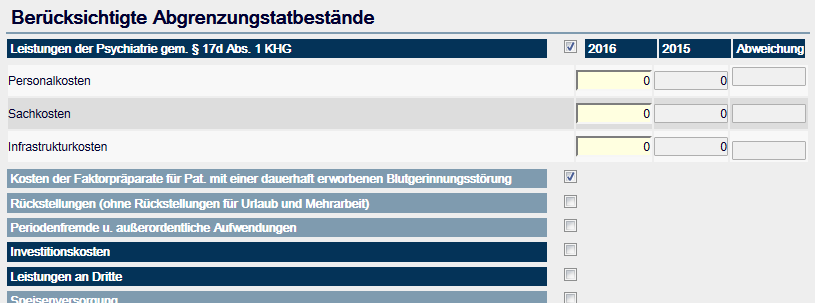 Berücksichtigte Abgrenzungstatbestände
Leistungen der Psychiatrie gem. § 17d Abs. 1 KHG 2016 2015 Abweichung
Personalkosten 0 0
Sachkosten 0 0
Infrastrukturkosten 0 0
Kosten der Faktorpräparate für Pat. mit einer dauerhaft erworbenen Blutgerinnungsstörung
Rückstellungen (ohne Rückstellungen für Urlaub und Mehrarbeit)
Periodenfremde u. außerordentliche Aufwendungen
Investitionskosten
Leistungen an Dritte
Speisenversorgung